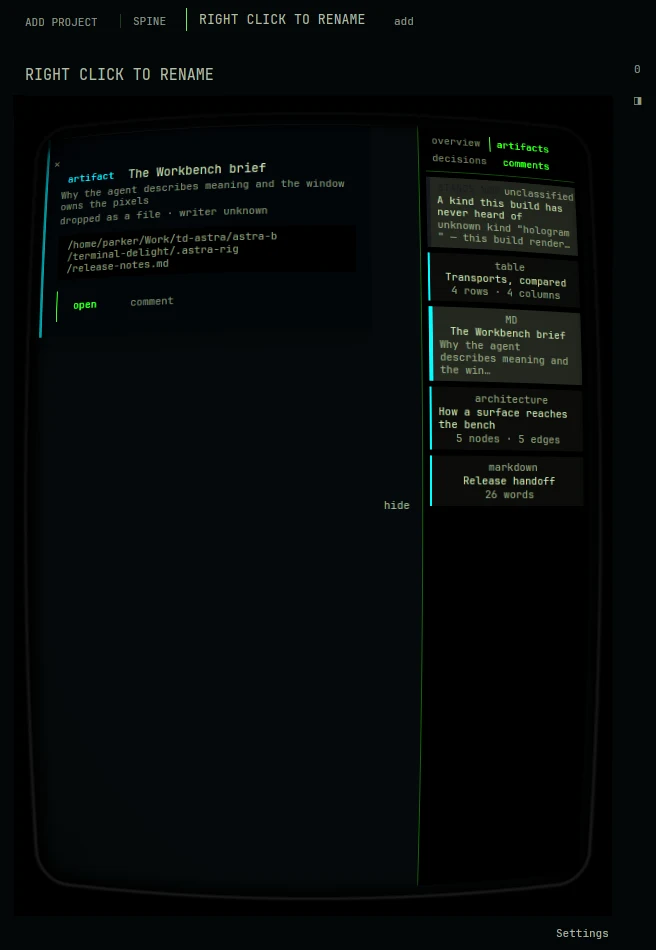 ADD PROJECT
SPINE
RIGHT CLICK TO RENAME
add
RIGHT CLICK TO RENAME
0
×
artifact The Workbench brief
Why the agent describes meaning and the window
owns the pixels
dropped as a file · writer unknown
/home/parker/Work/td-astra/astra-b
/terminal-delight/.astra-rig
/release-notes.md
open
comment
hide
overview
artifacts
decisions
comments
unclassified
A kind this build has
never heard of
unknown kind "hologram
" — this build render…
table
Transports, compared
4 rows · 4 columns
MD
The Workbench brief
Why the agent
describes meaning and
the win…
architecture
How a surface reaches
the bench
5 nodes · 5 edges
markdown
Release handoff
26 words
Settings